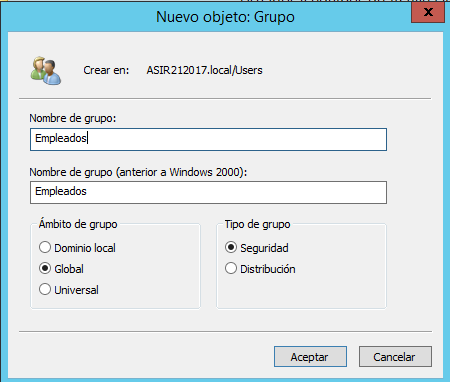 Nuevo objeto: Grupo
x
Crear en: ASIR212017.local/Users
Nombre de grupo:
Empleados
Nombre de grupo (anterior a Windows 2000):
Empleados
Ámbito de grupo
Tipo de grupo
Dominio local
Seguridad
Global
Distribución
Universal
Aceptar
Cancelar